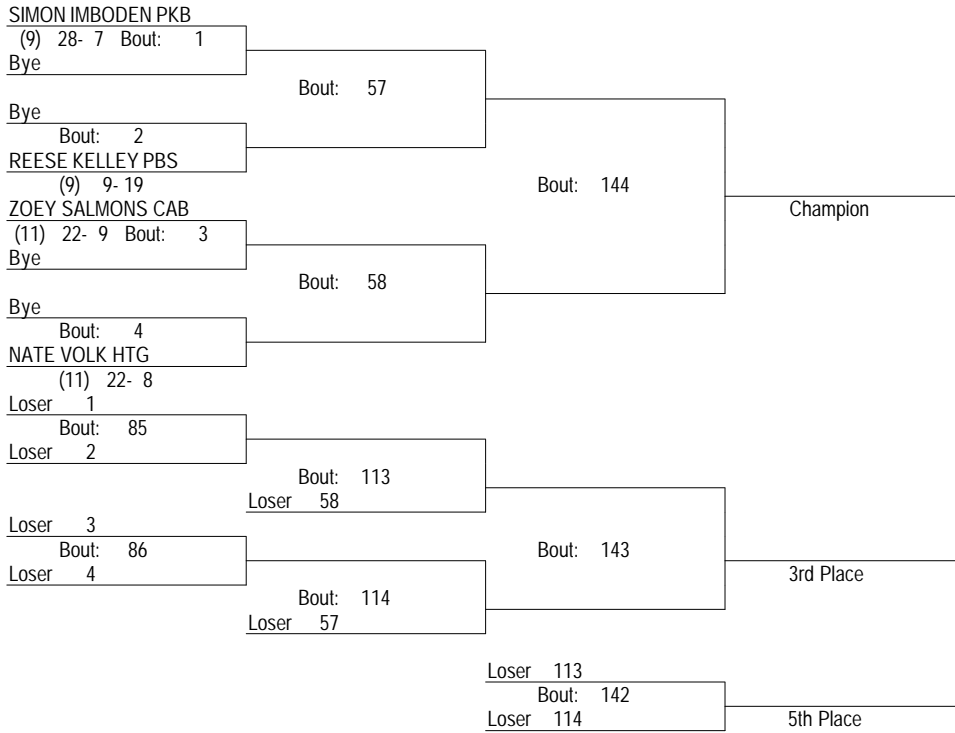 SIMON IMBODEN PKB
(9) 28- 7 Bout: 1
Bye
Bout: 57
Bye
Bout: 2
REESE KELLEY PBS
(9) 9- 19
Bout: 144
ZOEY SALMONS CAB
Champion
(11) 22- 9 Bout: 3
Bye
Bout: 58
Bye
Bout: 4
NATE VOLK HTG
(11) 22- 8
Loser 1
Bout: 85
Loser 2
Bout: 113
Loser 58
Loser 3
Bout: 86
Bout: 143
Loser 4
3rd Place
Bout: 114
Loser 57
Loser 113
Bout: 142
Loser 114
5th Place